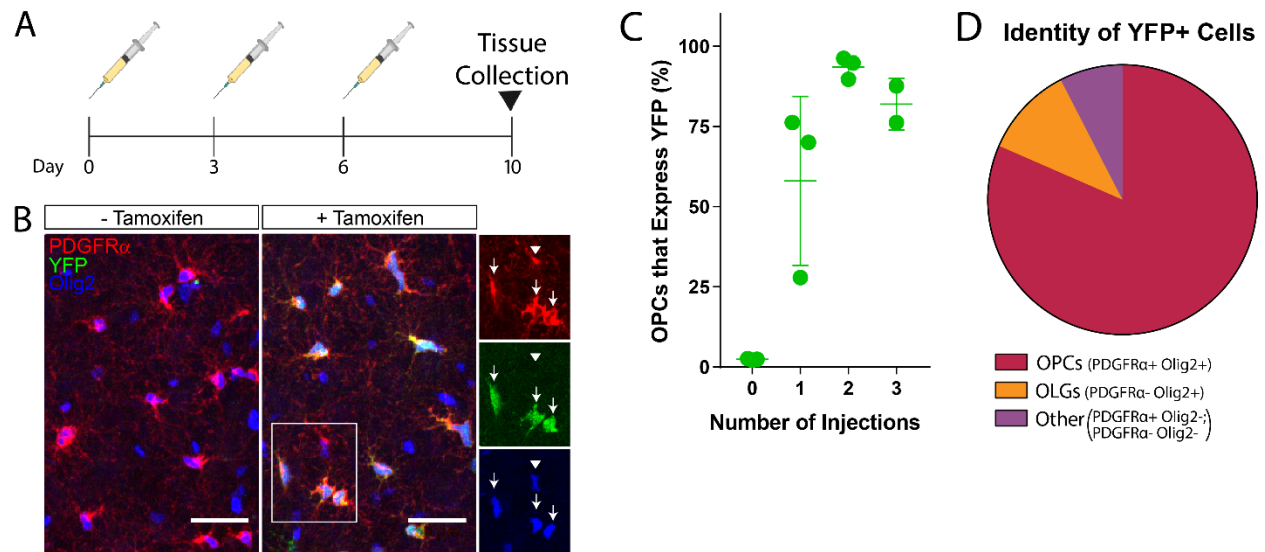 A
Tissue
Collection
Day
0
3
6
10
B
- Tamoxifen
+ Tamoxifen
PDGFRα
YFP
Olig2
C
OPCs that Express YFP (%)
100
75
50
25
0
0
1
2
3
Number of Injections
D
Identity of YFP+ Cells
OPCs (PDGFRα+ Olig2+)
OLGs (PDGFRα- Olig2+)
Other (PDGFRα+ Olig2-;
PDGFRα- Olig2-)